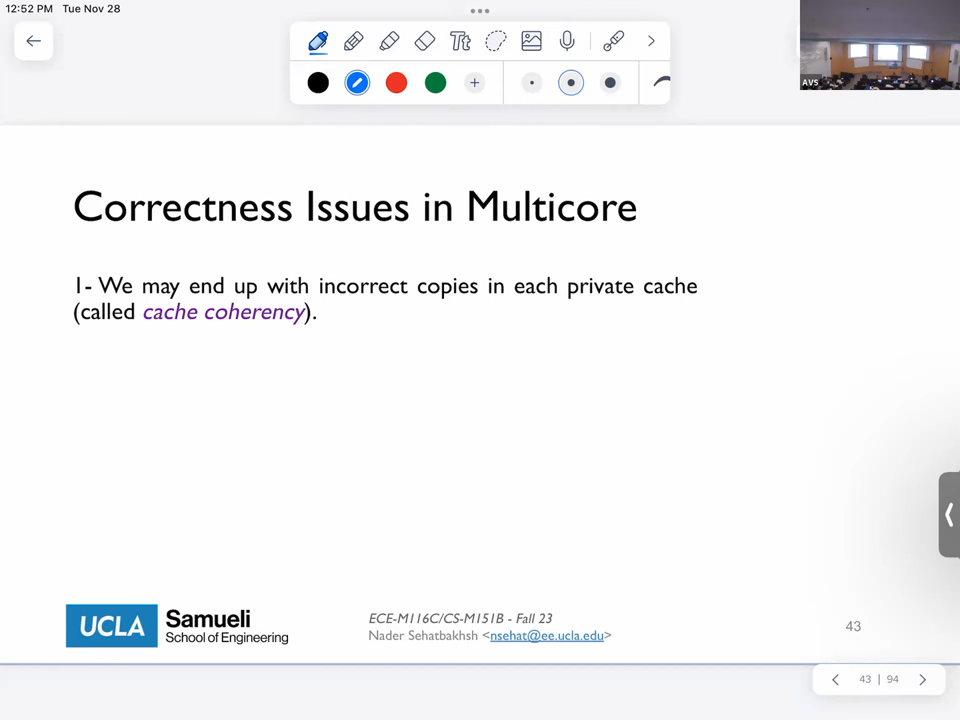 12:52 PM Tue Nov 28
Tt
AVS
Correctness Issues in Multicore
1- We may end up with incorrect copies in each private cache
(called cache coherency).
UCLA Samueli
School of Engineering
ECE-M116C/CS-M151B - Fall 23
Nader Sehatbakhsh <nsehat@ee.ucla.edu>
43
43 | 94